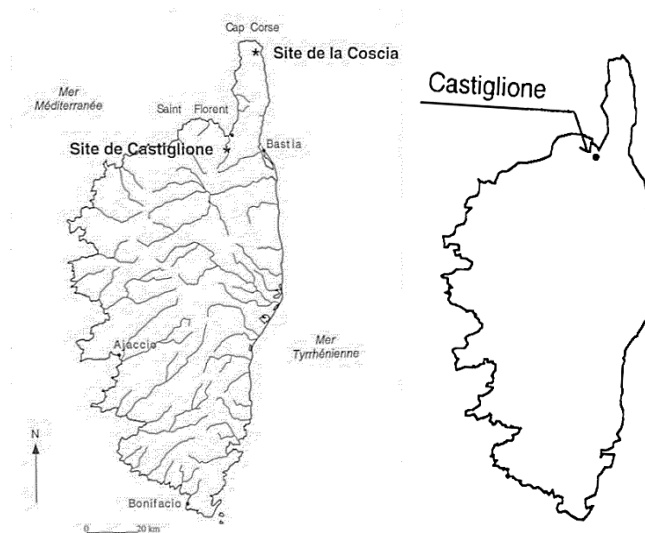 Cap Corse
Site de la Coscia
Mer
Méditerranée
Saint Florent
Site de Castiglione
Bastia
Ajaccio
Mer
Tyrrhénienne
N
Bonifacio
0 20 km
Castiglione